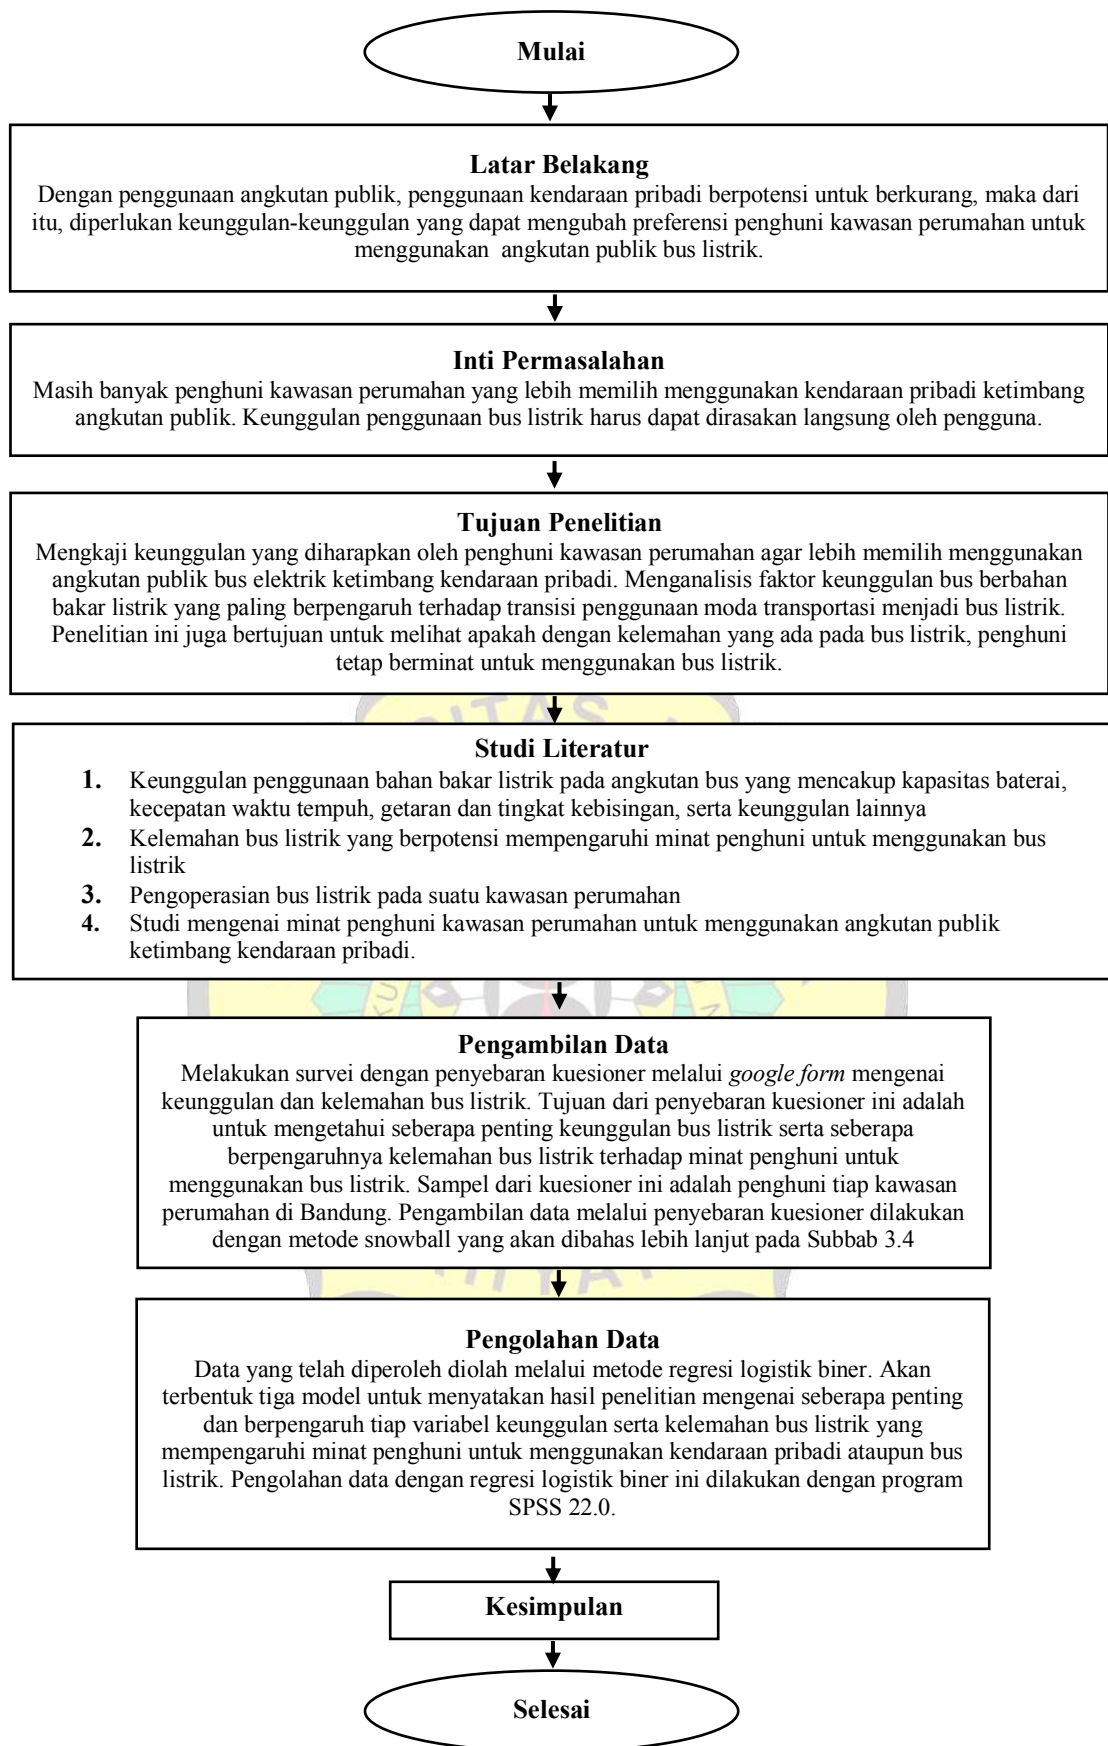 Mulai
Latar Belakang
Dengan penggunaan angkutan publik, penggunaan kendaraan pribadi berpotensi untuk berkurang, maka dari
itu, diperlukan keunggulan-keunggulan yang dapat mengubah preferensi penghuni kawasan perumahan untuk
menggunakan angkutan publik bus listrik.
Inti Permasalahan
Masih banyak penghuni kawasan perumahan yang lebih memilih menggunakan kendaraan pribadi ketimbang
angkutan publik. Keunggulan penggunaan bus listrik harus dapat dirasakan langsung oleh pengguna.
Tujuan Penelitian
Mengkaji keunggulan yang diharapkan oleh penghuni kawasan perumahan agar lebih memilih menggunakan
angkutan publik bus elektrik ketimbang kendaraan pribadi. Menganalisis faktor keunggulan bus berbahan
bakar listrik yang paling berpengaruh terhadap transisi penggunaan moda transportasi menjadi bus listrik.
Penelitian ini juga bertujuan untuk melihat apakah dengan kelemahan yang ada pada bus listrik, penghuni
tetap berminat untuk menggunakan bus listrik.
ITAS
Studi Literatur
1. Keunggulan penggunaan bahan bakar listrik pada angkutan bus yang mencakup kapasitas baterai,
kecepatan waktu tempuh, getaran dan tingkat kebisingan, serta keunggulan lainnya
2. Kelemahan bus listrik yang berpotensi mempengaruhi minat penghuni untuk menggunakan bus
listrik
3. Pengoperasian bus listrik pada suatu kawasan perumahan
4. Studi mengenai minat penghuni kawasan perumahan untuk menggunakan angkutan publik
ketimbang kendaraan pribadi.
Pengambilan Data
Melakukan survei dengan penyebaran kuesioner melalui google form mengenai
keunggulan dan kelemahan bus listrik. Tujuan dari penyebaran kuesioner ini adalah
untuk mengetahui seberapa penting keunggulan bus listrik serta seberapa
berpengaruhnya kelemahan bus listrik terhadap minat penghuni untuk
menggunakan bus listrik. Sampel dari kuesioner ini adalah penghuni tiap kawasan
perumahan di Bandung. Pengambilan data melalui penyebaran kuesioner dilakukan
dengan metode snowball yang akan dibahas lebih lanjut pada Subbab 3.4
HYA
Pengolahan Data
Data yang telah diperoleh diolah melalui metode regresi logistik biner. Akan
terbentuk tiga model untuk menyatakan hasil penelitian mengenai seberapa penting
dan berpengaruh tiap variabel keunggulan serta kelemahan bus listrik yang
mempengaruhi minat penghuni untuk menggunakan kendaraan pribadi ataupun bus
listrik. Pengolahan data dengan regresi logistik biner ini dilakukan dengan program
SPSS 22.0.
Kesimpulan
Selesai